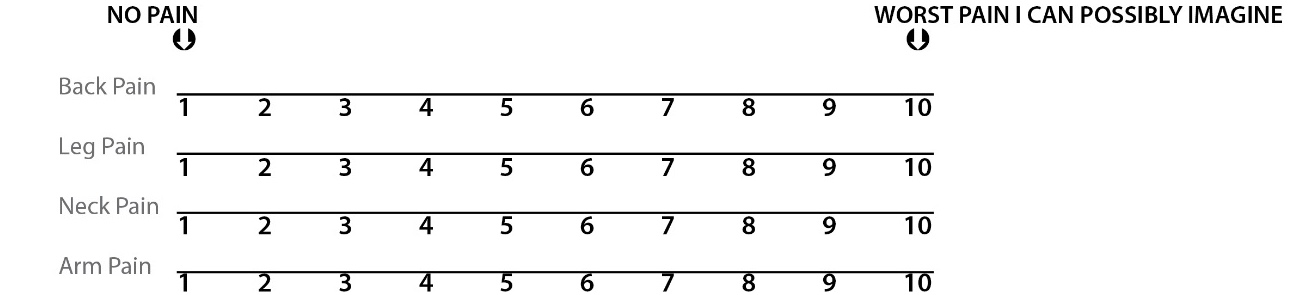 NO PAIN WORST PAIN I CAN POSSIBLY IMAGINE
Back Pain
1 2 3 4 5 6 7 8 9 10
Leg Pain
1 2 3 4 5 6 7 8 9 10
Neck Pain
1 2 3 4 5 6 7 8 9 10
Arm Pain
1 2 3 4 5 6 7 8 9 10